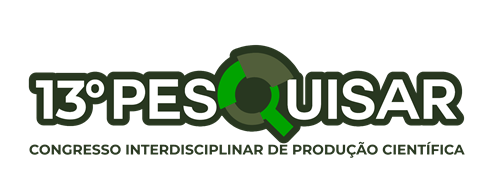 13º PESQUISAR
CONGRESSO INTERDISCIPLINAR DE PRODUÇÃO CIENTÍFICA